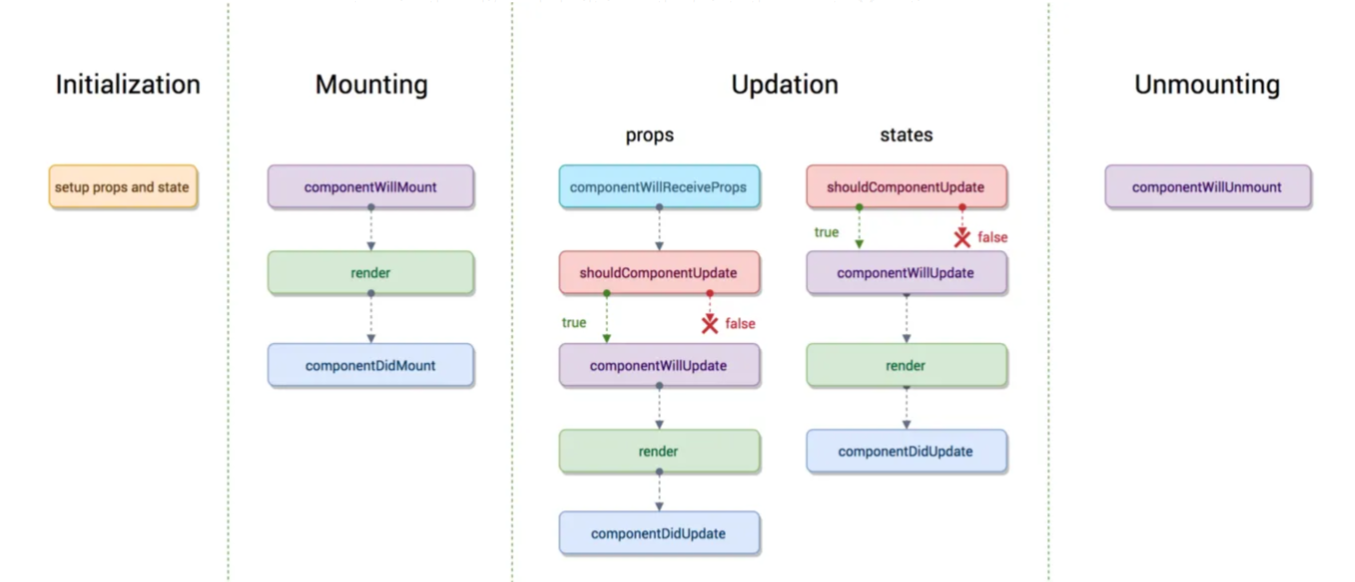 Initialization
Mounting
Updation
Unmounting
props
states
setup props and state
componentWillMount
render
componentDidMount
componentWillReceiveProps
shouldComponentUpdate
true
false
componentWillUpdate
render
componentDidUpdate
shouldComponentUpdate
true
false
componentWillUpdate
render
componentDidUpdate
componentWillUnmount